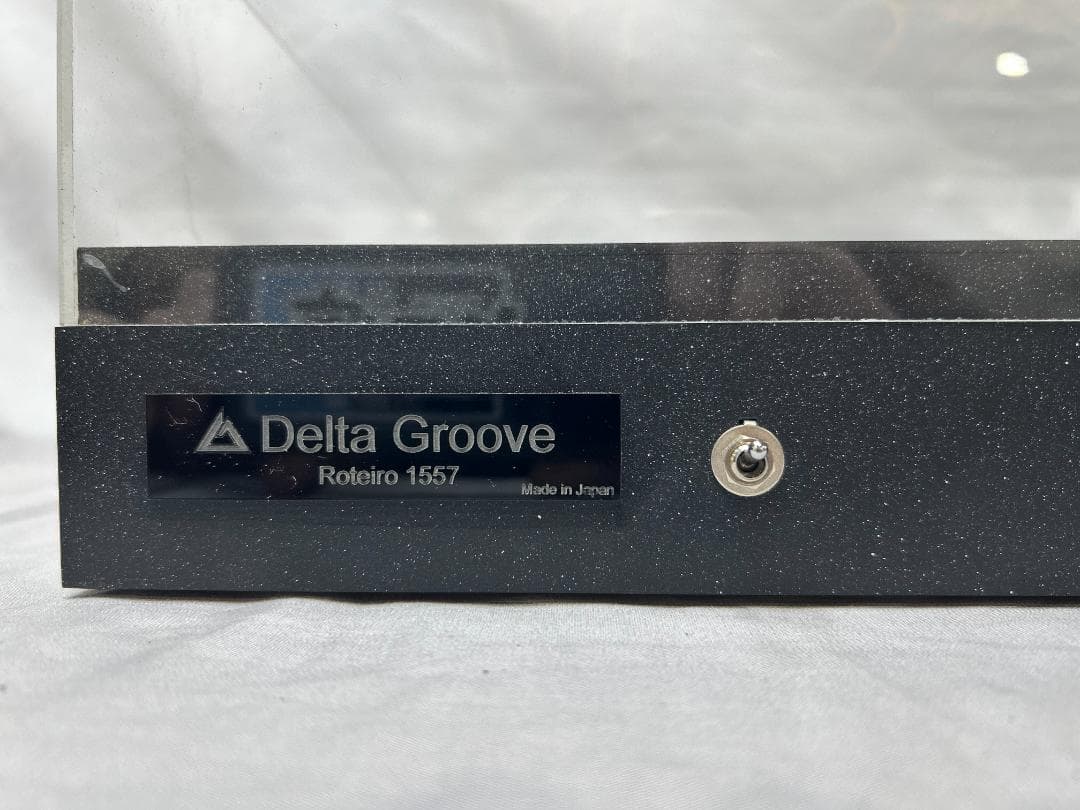 Delta Groove
Roteiro 1557
Made in Japan